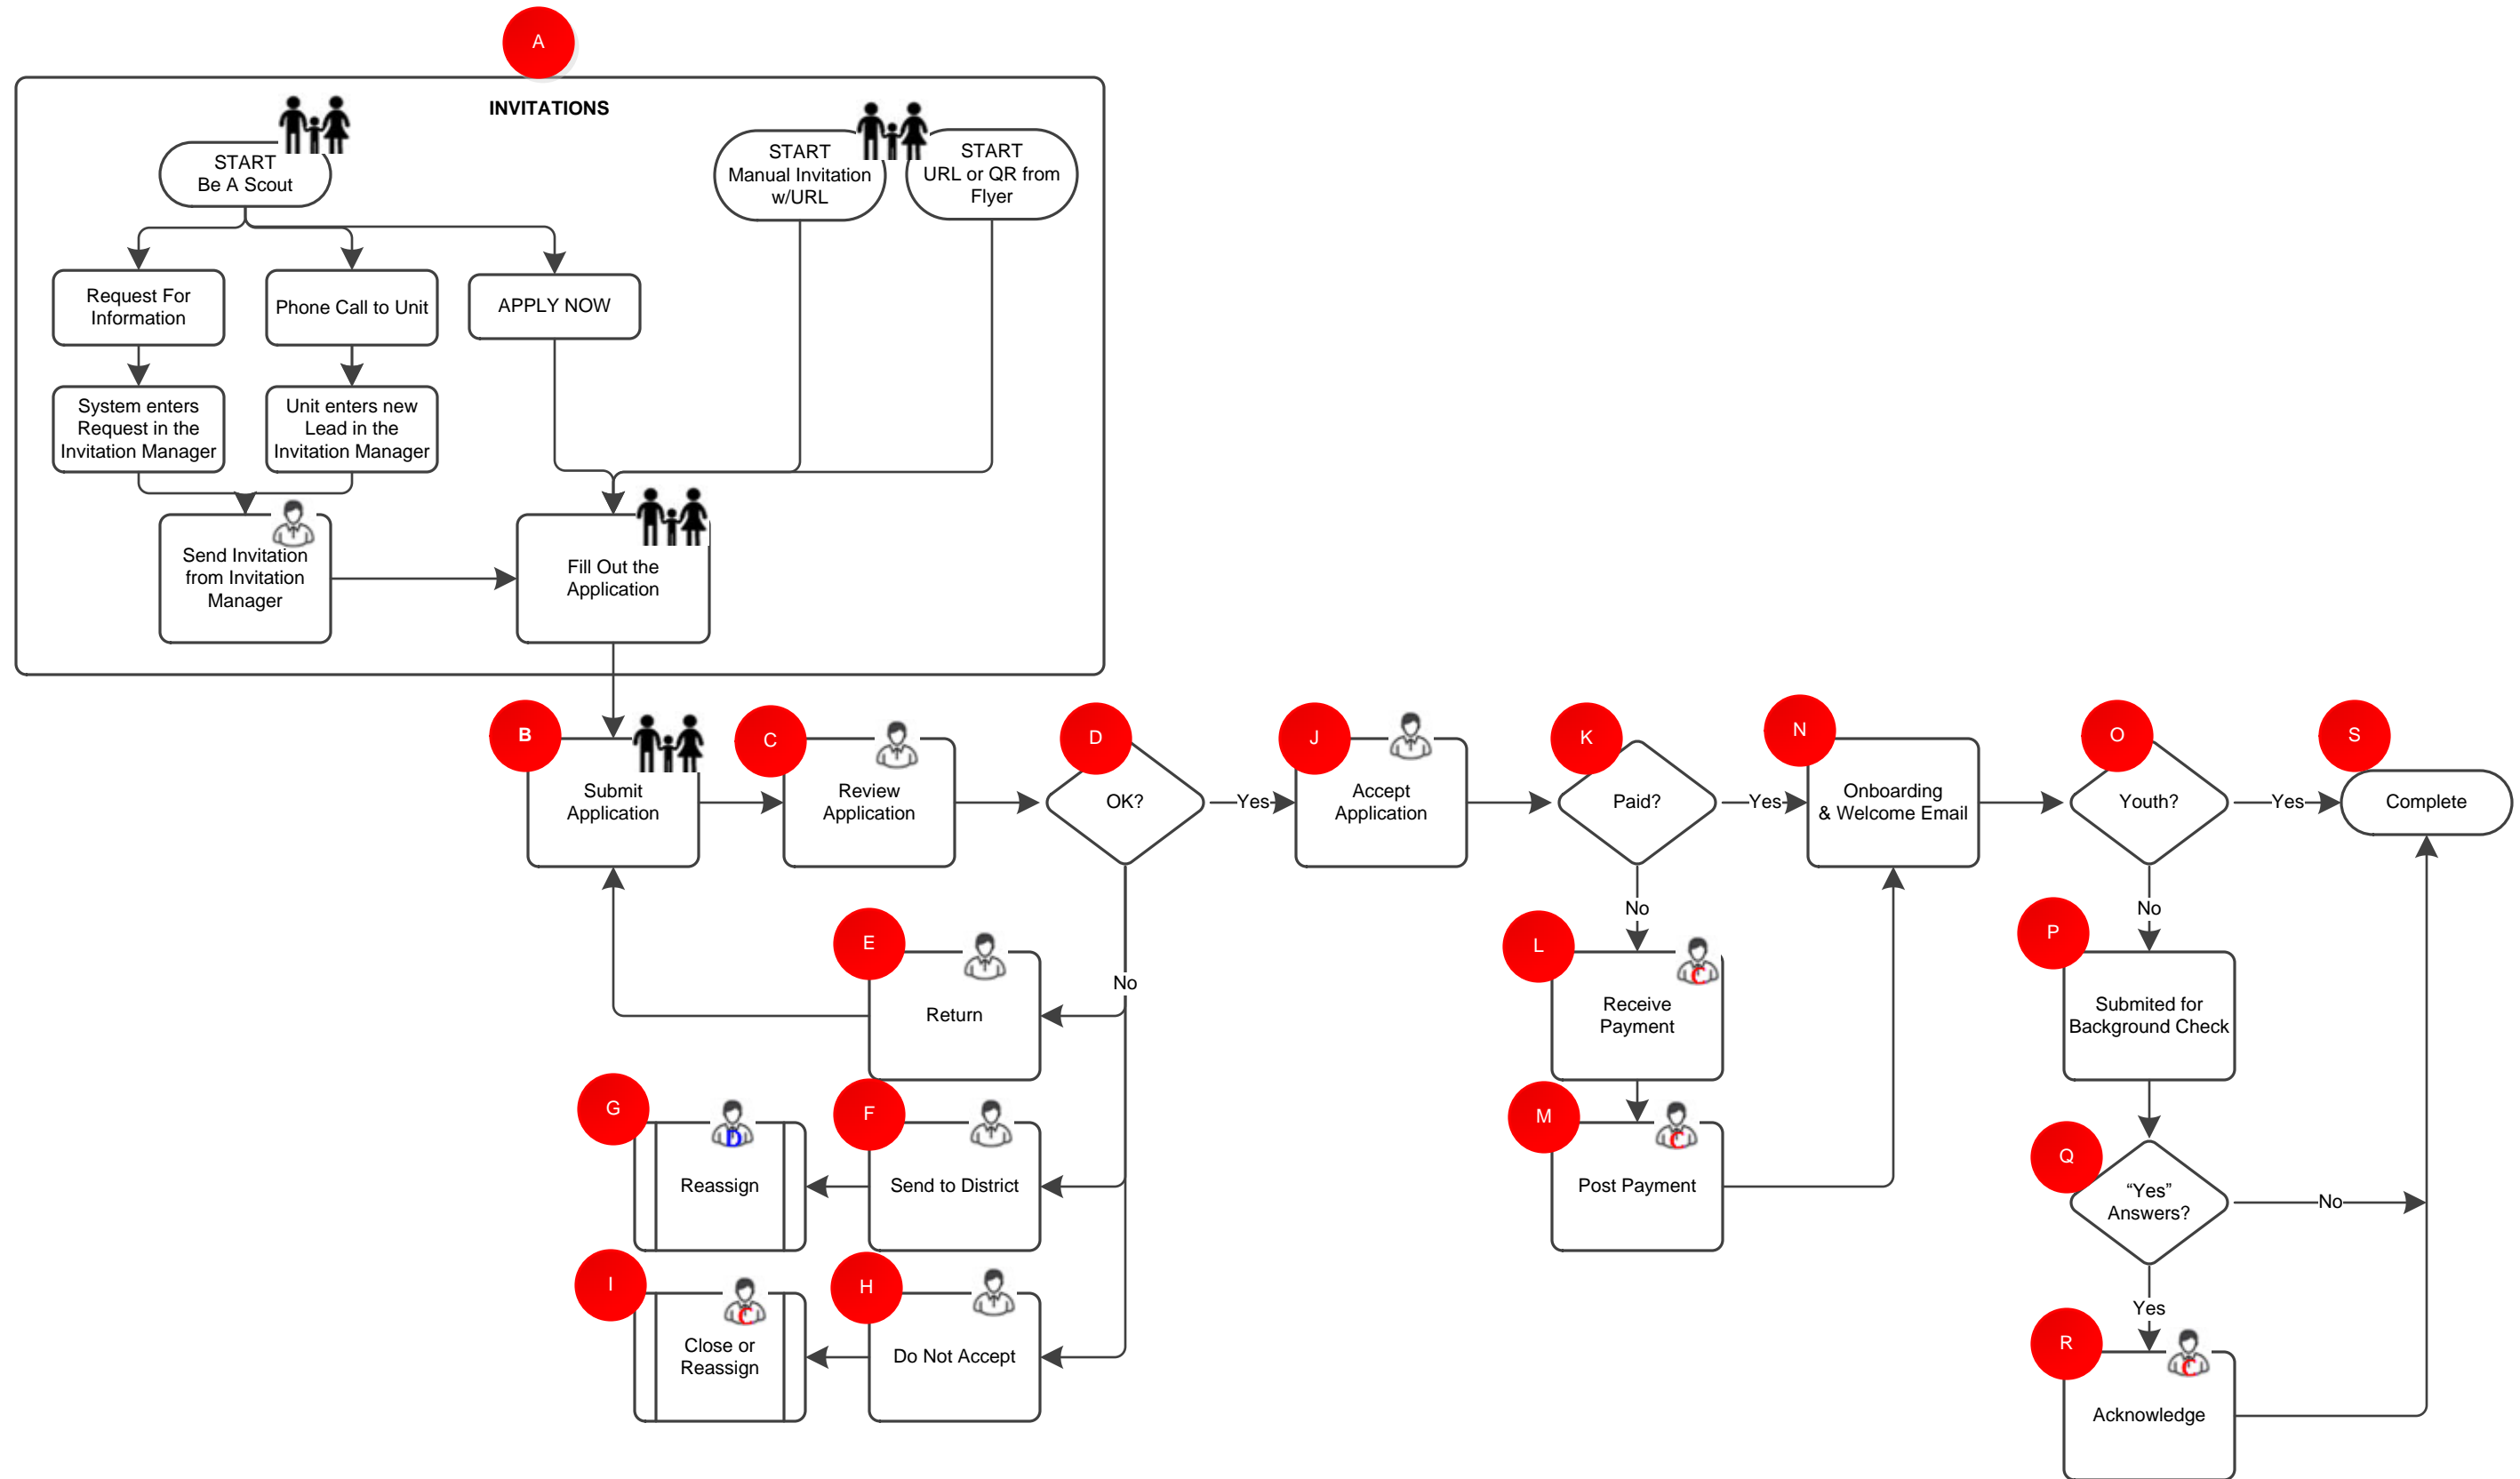 A
INVITATIONS
START
Be A Scout
START
Manual Invitation
w/URL
START
URL or QR from
Flyer
Request For
Information
Phone Call to Unit
APPLY NOW
System enters
Request in the
Invitation Manager
Unit enters new
Lead in the
Invitation Manager
Send Invitation
from Invitation
Manager
Fill Out the
Application
B
Submit
Application
C
Review
Application
D
OK?
Yes
J
Accept
Application
K
Paid?
Yes
N
Onboarding
& Welcome Email
O
Youth?
Yes
S
Complete
No
No
No
E
Return
L
C
Receive
Payment
P
Submited for
Background Check
G
D
Reassign
F
Send to District
M
C
Post Payment
Q
“Yes”
Answers?
No
Yes
I
C
Close or
Reassign
H
Do Not Accept
R
C
Acknowledge